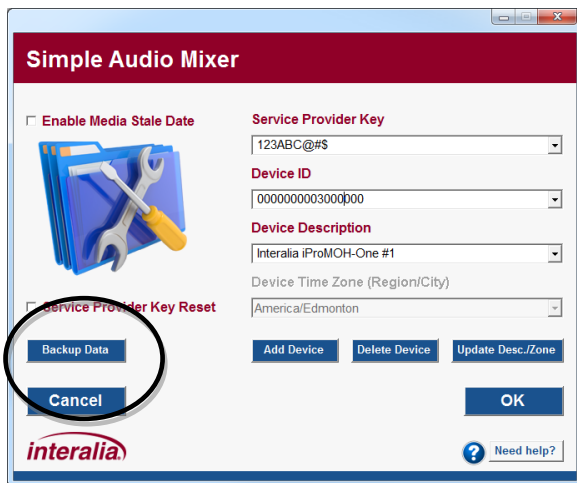 Simple Audio Mixer
Enable Media Stale Date
Service Provider Key
123ABC@#$
Device ID
0000000003000000
Device Description
Interalia iProMOH-One #1
Device Time Zone (Region/City)
Service Provider Key Reset
America/Edmonton
Backup Data
Add Device
Delete Device
Update Desc./Zone
Cancel
OK
interalia
? Need help?